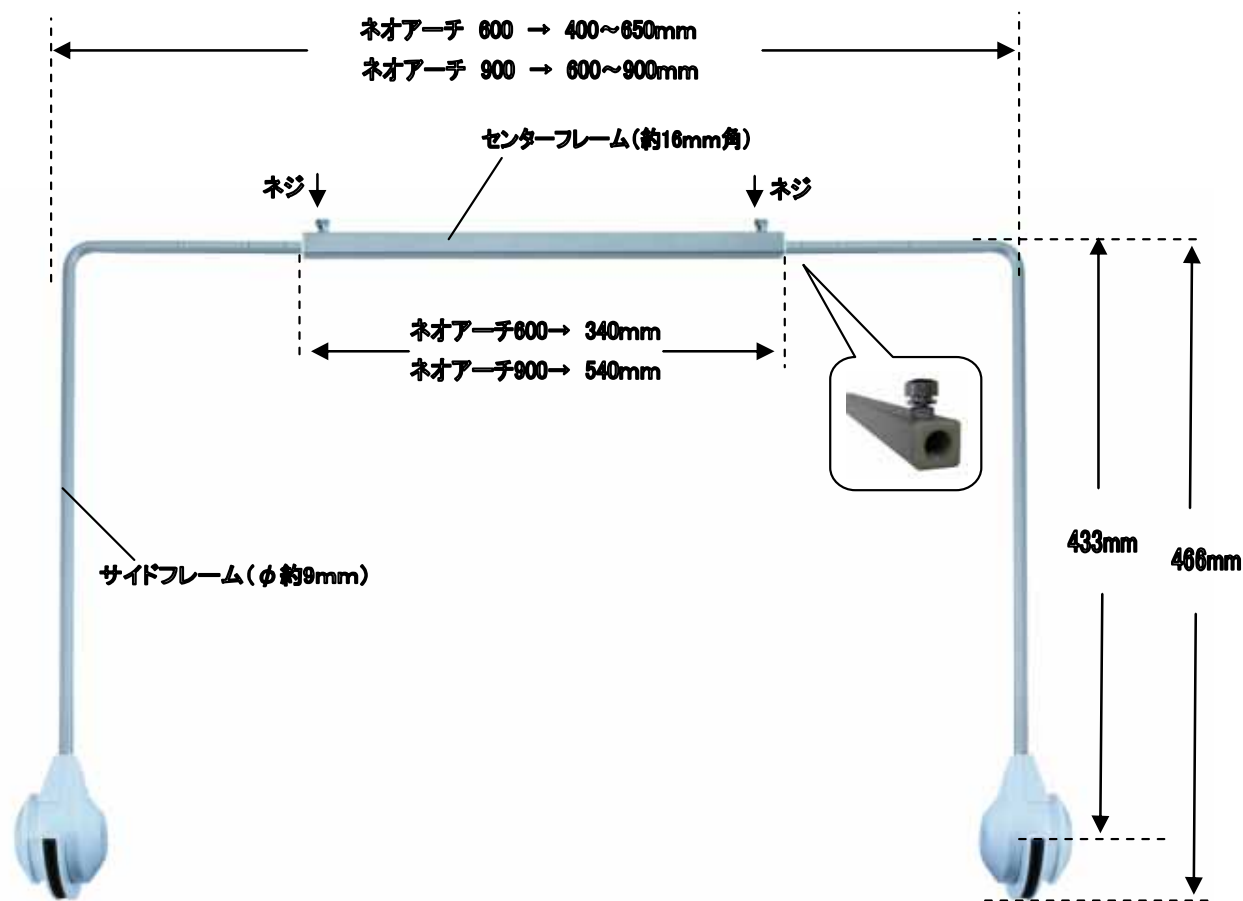 ネオアーチ 600 → 400～650mm
ネオアーチ 900 → 600～900mm
センターフレーム(約16mm角)
ネジ
ネジ
ネオアーチ600→ 340mm
ネオアーチ900→ 540mm
433mm
466mm
サイドフレーム(φ約9mm)